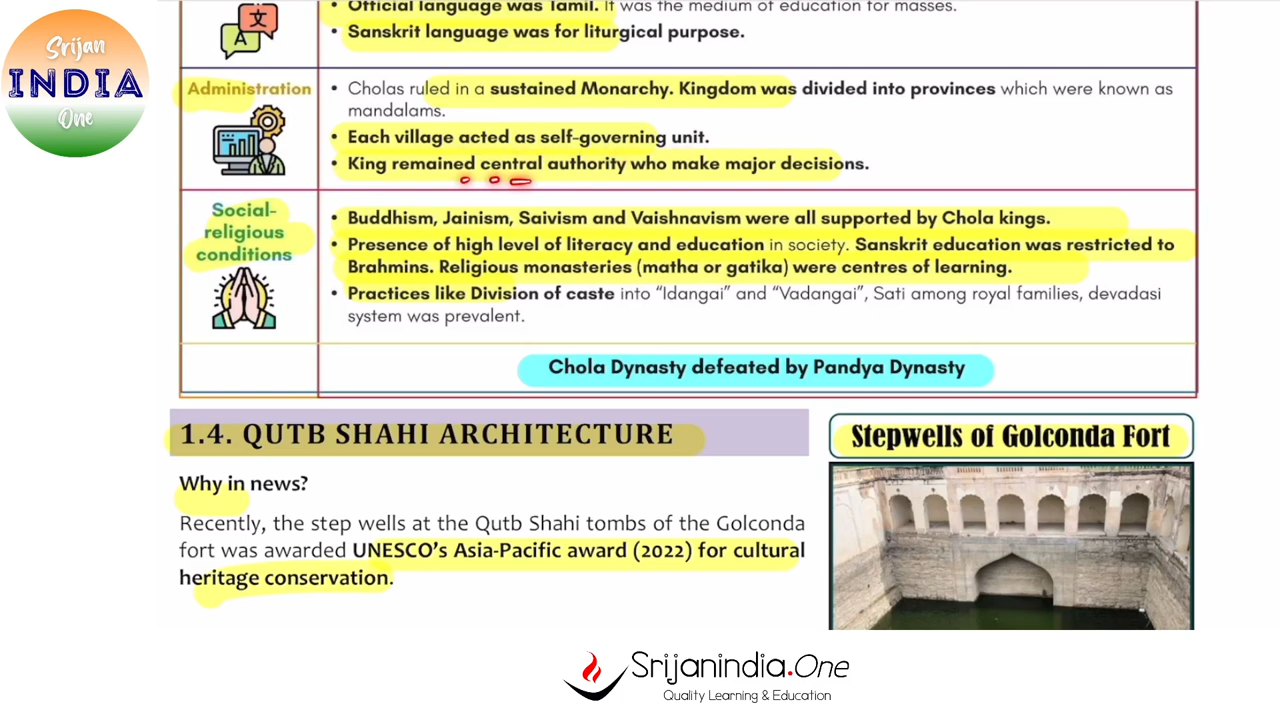 Srijan
INDIA
One
文
A
Official language was Tamil. It was the medium of education for masses.
Sanskrit language was for liturgical purpose.
Administration
• Cholas ruled in a sustained Monarchy. Kingdom was divided into provinces which were known as
mandalams.
• Each village acted as self-governing unit.
• King remained central authority who make major decisions.
Social-
religious
conditions
• Buddhism, Jainism, Saivism and Vaishnavism were all supported by Chola kings.
• Presence of high level of literacy and education in society. Sanskrit education was restricted to
Brahmins. Religious monasteries (matha or gatika) were centres of learning.
• Practices like Division of caste into “Idangai” and “Vadangai”, Sati among royal families, devadasi
system was prevalent.
Chola Dynasty defeated by Pandya Dynasty
1.4. QUTB SHAHI ARCHITECTURE
Why in news?
Recently, the step wells at the Qutb Shahi tombs of the Golconda
fort was awarded UNESCO’s Asia-Pacific award (2022) for cultural
heritage conservation.
Stepwells of Golconda Fort
Srijanindia.One
Quality Learning & Education